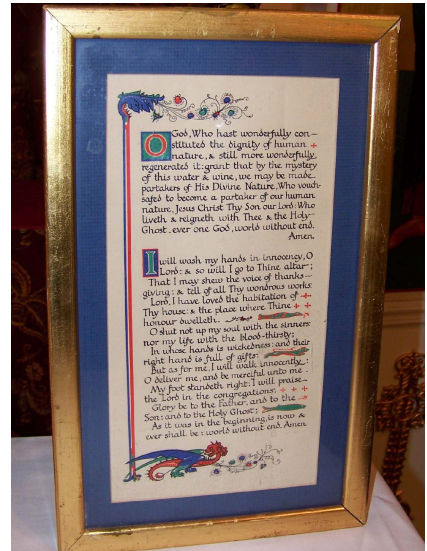 O God, Who hast wonderfully con-
stituted the dignity of human +
nature, & still more wonderfully
regenerated it: grant that by the mystery
of this water & wine, we may be made
partakers of His Divine Nature, Who vouch-
safed to become a partaker of our human
nature, Jesus Christ Thy Son our Lord: Who
liveth & reigneth with Thee & the Holy
Ghost, ever one God, world without end.
Amen.
I will wash my hands in innocency, O
Lord: & so will I go to Thine altar;
That I may shew the voice of thanks-
giving: & tell of all Thy wondrous works.
Lord, I have loved the habitation of ++
Thy house: & the place where Thine ++
honour dwelleth.
O shut not up my soul with the sinners:
nor my life with the blood-thirsty;
In whose hands is wickedness: and their
right hand is full of gifts.
But as for me, I will walk innocently:
O deliver me, and be merciful unto me.
My foot standeth right: I will praise
the Lord in the congregations. +++
Glory be to the Father, and to the
Son: and to the Holy Ghost;
As it was in the beginning, is now &
ever shall be: world without end. Amen